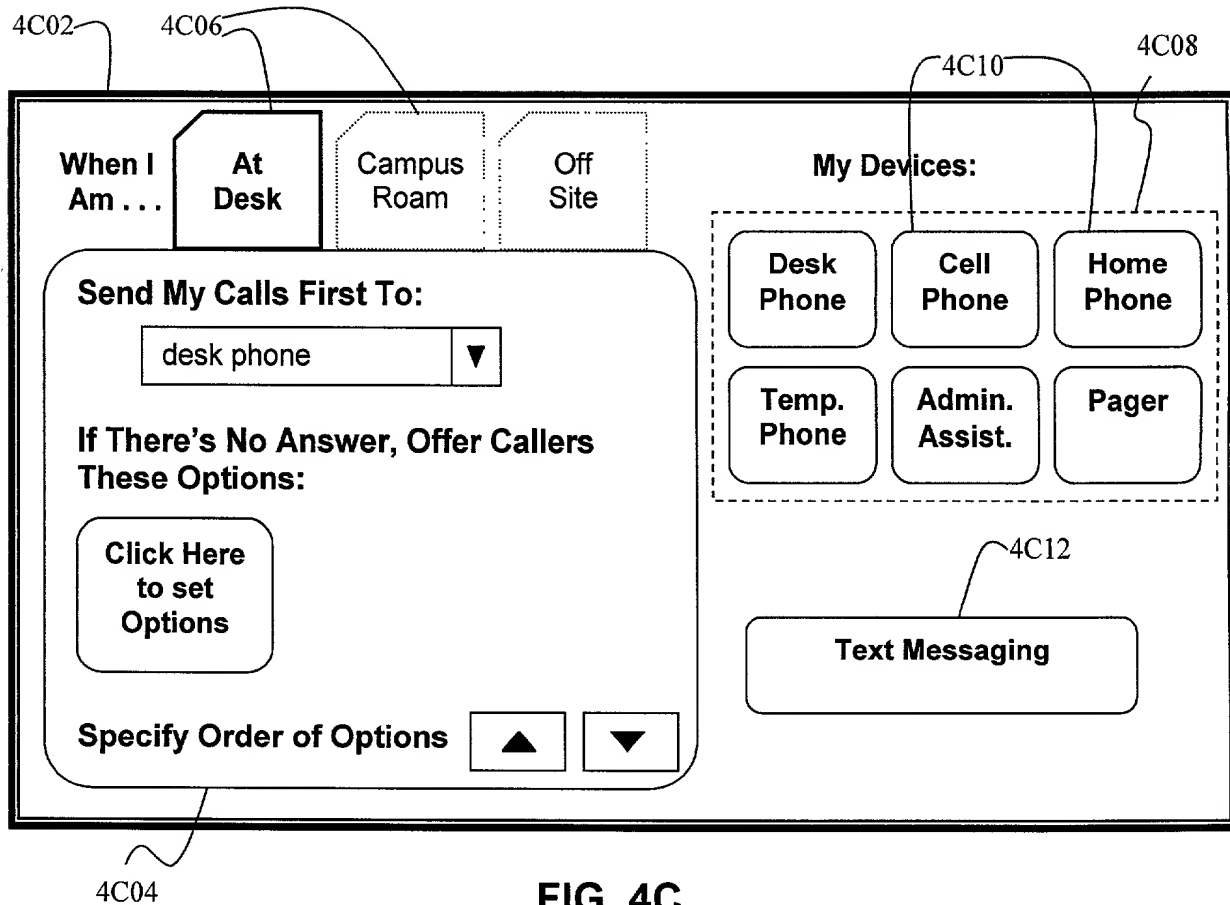 4C02
4C06
4C10
4C08
When I
Am . . .
At
Desk
Campus
Roam
Off
Site
My Devices:
Send My Calls First To:
desk phone
If There's No Answer, Offer Callers
These Options:
Click Here
to set
Options
Specify Order of Options
Desk
Phone
Cell
Phone
Home
Phone
Temp.
Phone
Admin.
Assist.
Pager
4C12
Text Messaging
4C04
FIG. 4C